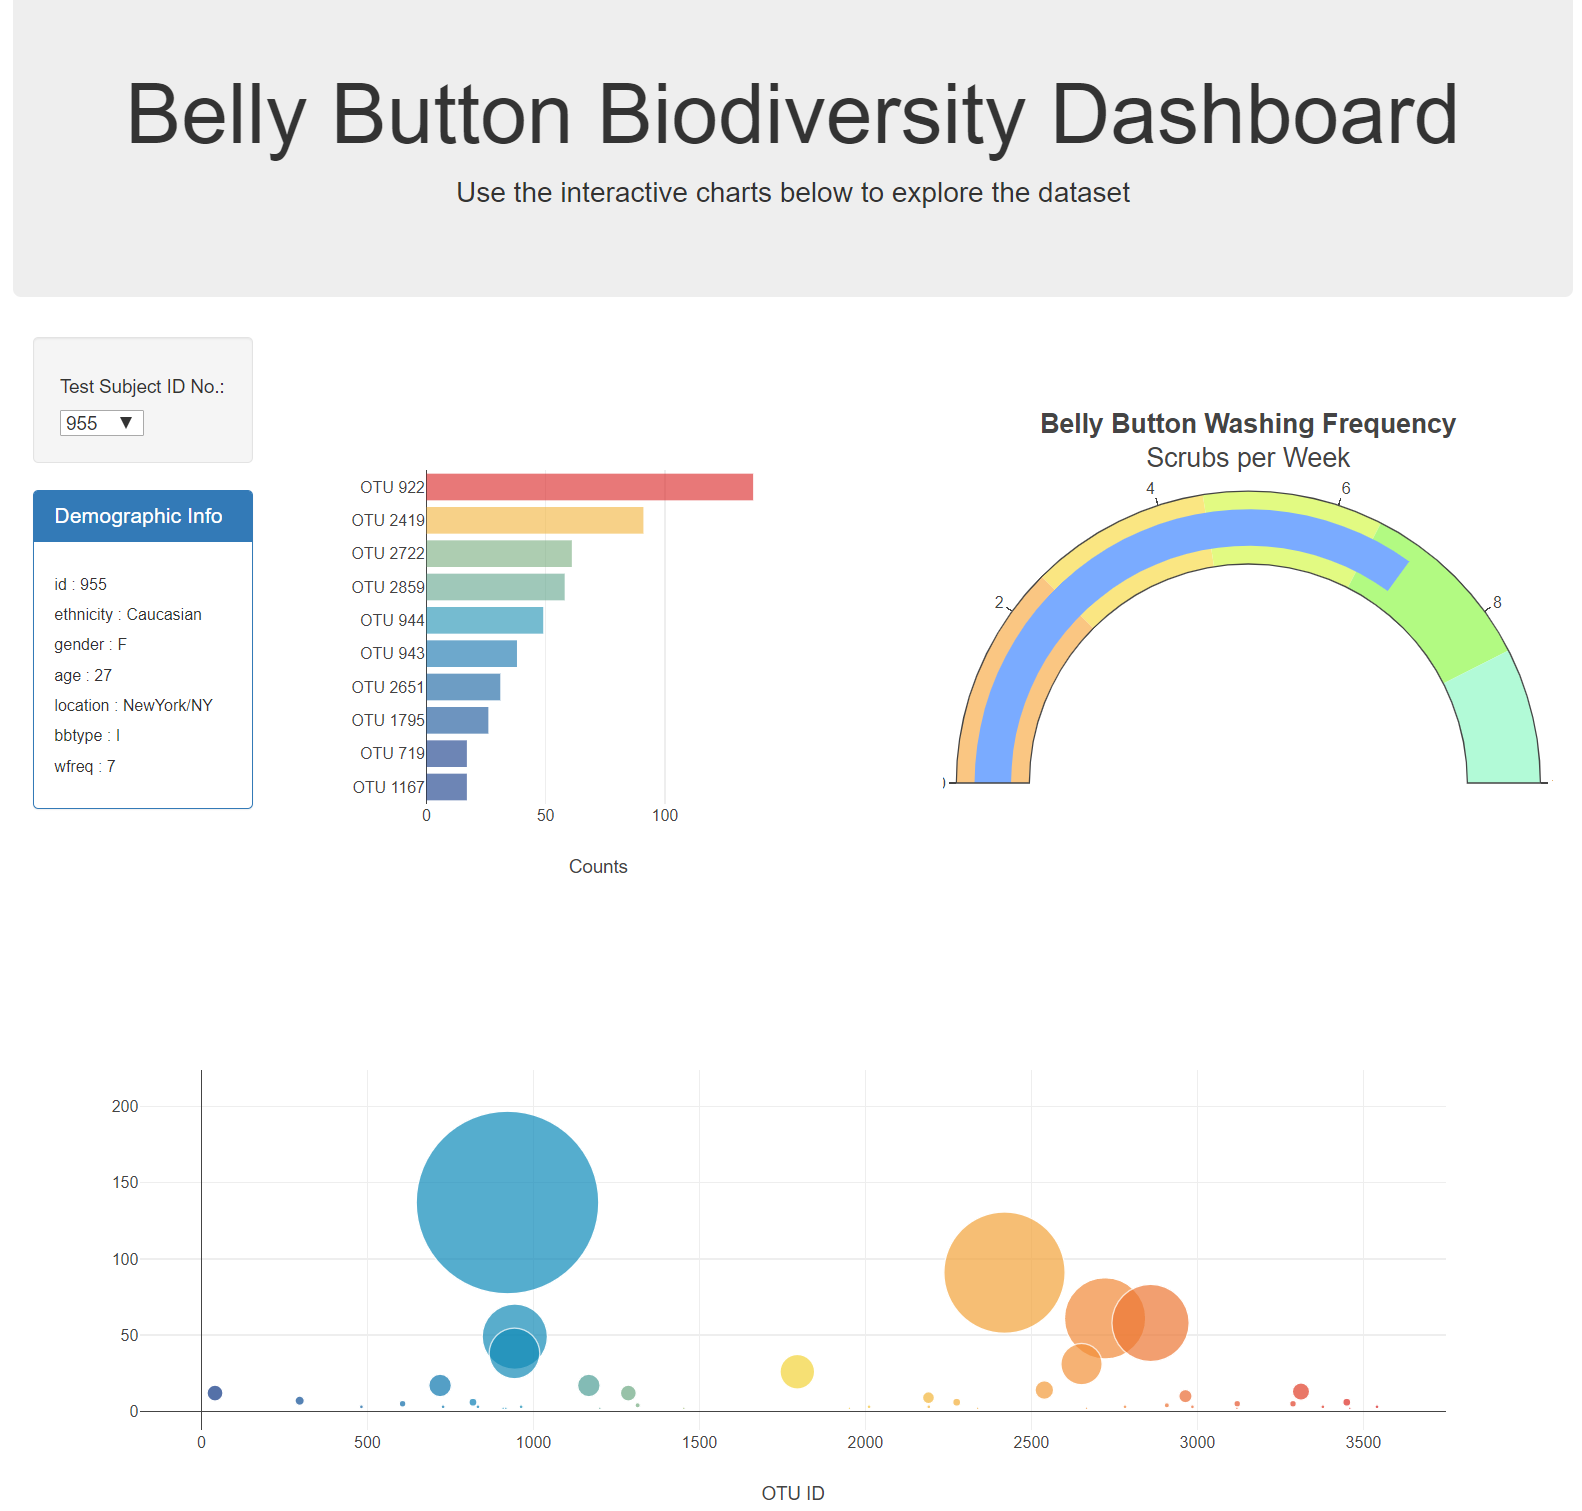 Belly Button Biodiversity Dashboard
Use the interactive charts below to explore the dataset
Test Subject ID No.:
955 ▼
Demographic Info
id : 955
ethnicity : Caucasian
gender : F
age : 27
location : NewYork/NY
bbtype : I
wfreq : 7
OTU 922
OTU 2419
OTU 2722
OTU 2859
OTU 944
OTU 943
OTU 2651
OTU 1795
OTU 719
OTU 1167
0 50 100
Counts
Belly Button Washing Frequency
Scrubs per Week
2 4 6 8
200
150
100
50
0
0 500 1000 1500 2000 2500 3000 3500
OTU ID